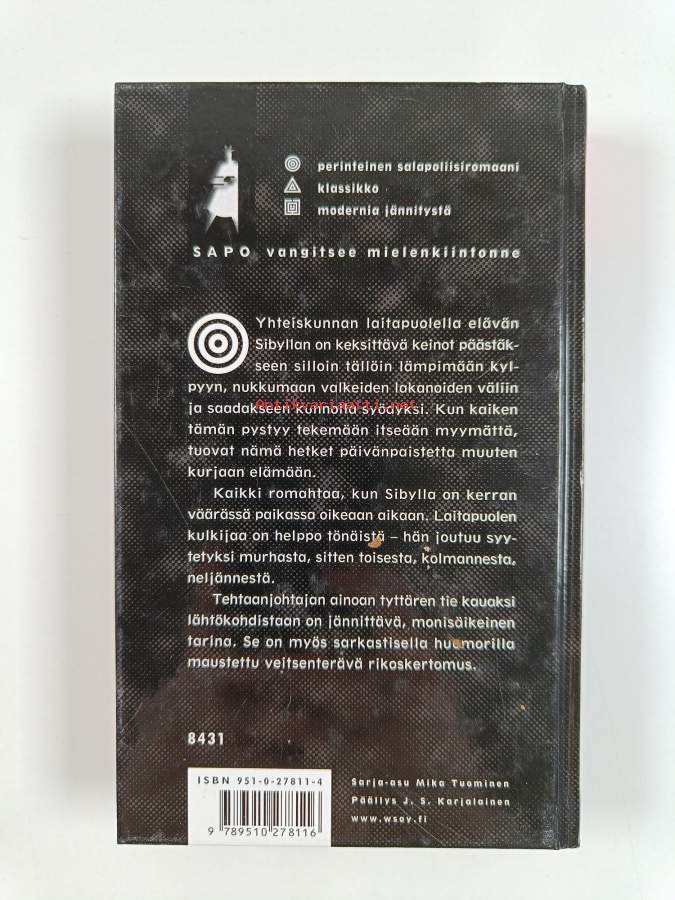 perinteinen salapoliisiromaani
klassikko
modernia jännitystä
SAPO vangitsee mielenkiintonne
Yhteiskunnan laitapuolella elävän
Sibyllan on keksittävä keinot päästäk-
seen silloin tällöin lämpimään kyl-
pyyn, nukkumaan valkeiden lakanoiden väliin
ja saadakseen kunnolla syödyksi. Kun kaiken
Antikvariaatti.net
tämän pystyy tekemään itseään myymättä,
tuovat nämä hetket päivänpaistetta muuten
kurjaan elämään.
Kaikki romahtaa, kun Sibylla on kerran
väärässä paikassa oikeaan aikaan. Laitapuolen
kulkijaa on helppo tönäistä – hän joutuu syy-
tetyksi murhasta, sitten toisesta, kolmannesta,
neljännestä.
Tehtaanjohtajan ainoan tyttären tie kauaksi
lähtökohdistaan on jännittävä, monisäikeinen
tarina. Se on myös sarkastisella huumorilla
maustettu veitsenterävä rikoskertomus.
8431
ISBN 951-0-27811-4
9 789510 278116
Sarja-asu Mika Tuominen
Päällys J. S. Karjalainen
www.wsoy.fi